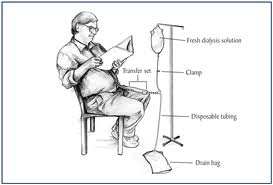 Fresh dialysis solution
Transfer set
Clamp
Disposable tubing
Drain bag